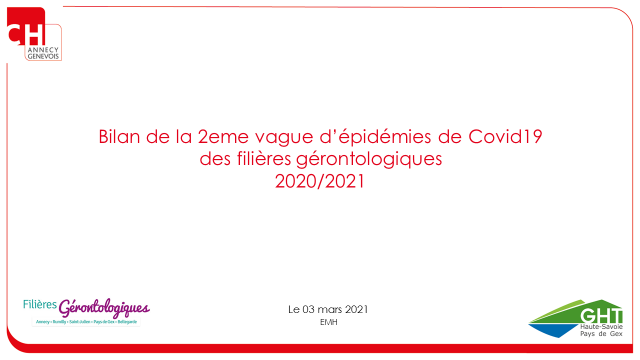 CH
ANNECY
GENEVOIS
Bilan de la 2eme vague d'épidémies de Covid19
des filières gérontologiques
2020/2021
Filières Gérontologiques
Annecy • Rumilly • Saint-Julien • Pays de Gex • Bellegarde
Le 03 mars 2021
EMH
GHT
Haute-Savoie
Pays de Gex